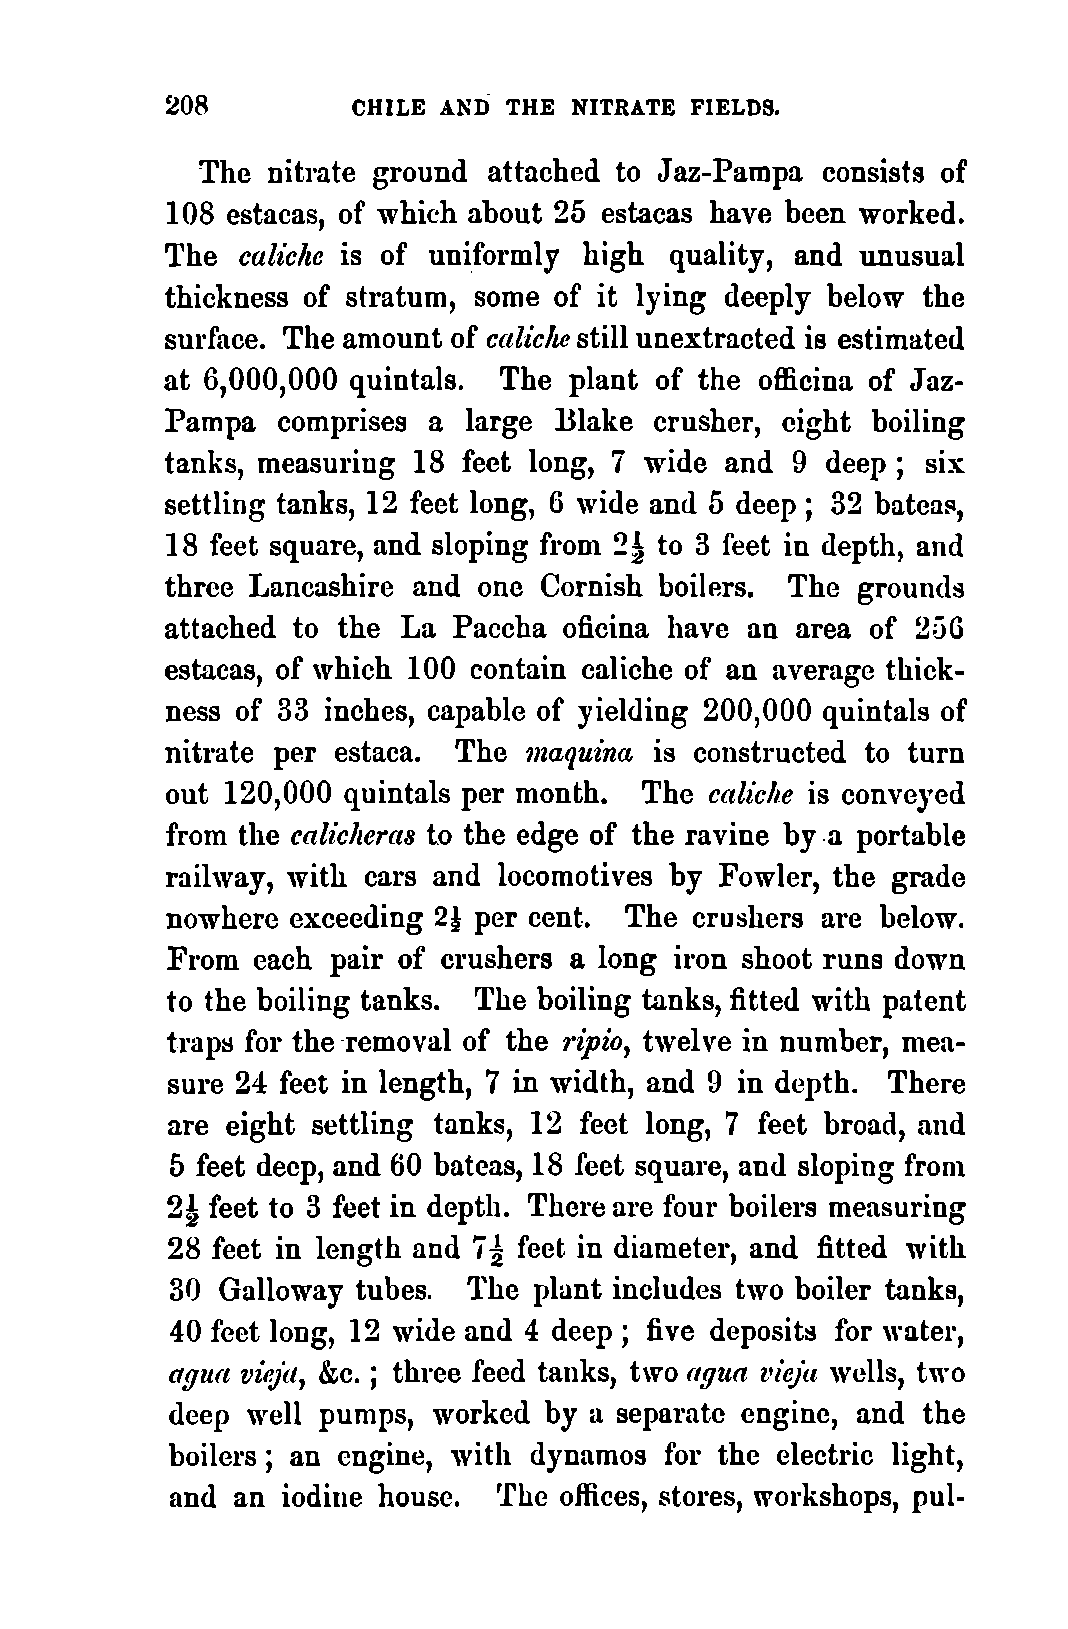 208 CHILE AND THE NITRATE FIELDS.
The nitrate ground attached to Jaz-Pampa consists of
108 estacas, of which about 25 estacas have been worked.
The caliche is of uniformly high quality, and unusual
thickness of stratum, some of it lying deeply below the
surface. The amount of caliche still unextracted is estimated
at 6,000,000 quintals. The plant of the officina of Jaz-
Pampa comprises a large Blake crusher, eight boiling
tanks, measuring 18 feet long, 7 wide and 9 deep ; six
settling tanks, 12 feet long, 6 wide and 5 deep ; 32 bateas,
18 feet square, and sloping from 2½ to 3 feet in depth, and
three Lancashire and one Cornish boilers. The grounds
attached to the La Paccha oficina have an area of 256
estacas, of which 100 contain caliche of an average thick-
ness of 33 inches, capable of yielding 200,000 quintals of
nitrate per estaca. The maquina is constructed to turn
out 120,000 quintals per month. The caliche is conveyed
from the calicheras to the edge of the ravine by a portable
railway, with cars and locomotives by Fowler, the grade
nowhere exceeding 2½ per cent. The crushers are below.
From each pair of crushers a long iron shoot runs down
to the boiling tanks. The boiling tanks, fitted with patent
traps for the removal of the ripio, twelve in number, mea-
sure 24 feet in length, 7 in width, and 9 in depth. There
are eight settling tanks, 12 feet long, 7 feet broad, and
5 feet deep, and 60 bateas, 18 feet square, and sloping from
2½ feet to 3 feet in depth. There are four boilers measuring
28 feet in length and 7½ feet in diameter, and fitted with
30 Galloway tubes. The plant includes two boiler tanks,
40 feet long, 12 wide and 4 deep ; five deposits for water,
agua vieja, &c. ; three feed tanks, two agua vieja wells, two
deep well pumps, worked by a separate engine, and the
boilers ; an engine, with dynamos for the electric light,
and an iodine house. The offices, stores, workshops, pul-